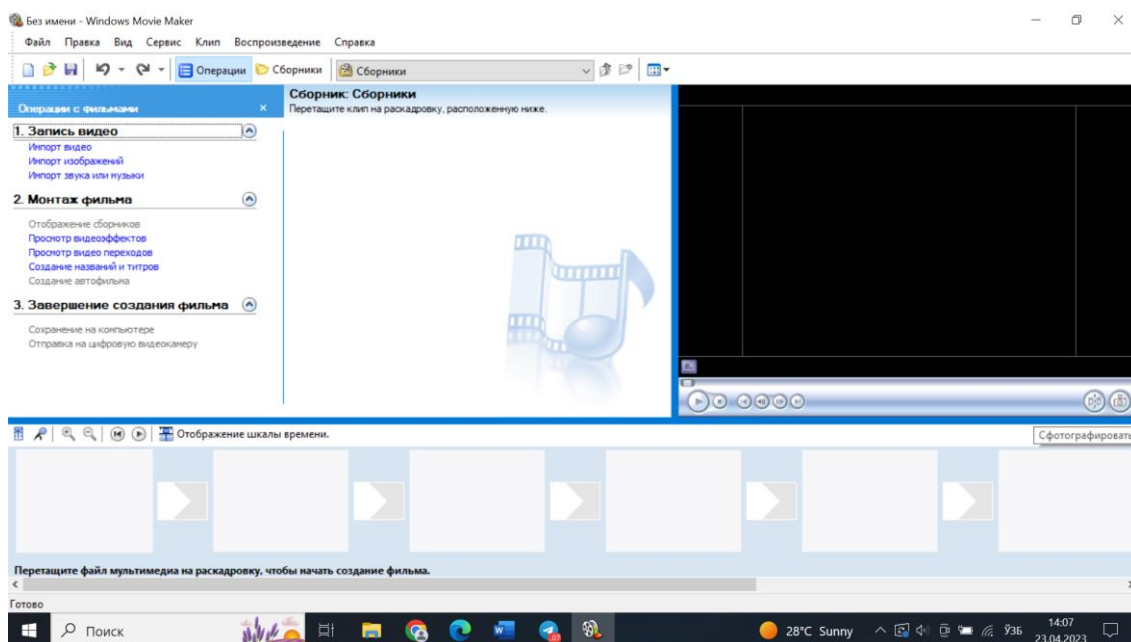 Без имени - Windows Movie Maker
Файл Правка Вид Сервис Клип Воспроизведение Справка
Операции Сборники Сборники
Операции с фильмами
Сборник: Сборники
Перетащите клип на раскадровку, расположенную ниже.
1. Запись видео
Импорт видео
Импорт изображений
Импорт звука или музыки
2. Монтаж фильма
Отображение сборников
Просмотр видеоэффектов
Просмотр видео переходов
Создание названий и титров
Создание автофильма
3. Завершение создания фильма
Сохранение на компьютере
Отправка на цифровую видеокамеру
Отображение шкалы времени.
Сфотографировать
Перетащите файл мультимедиа на раскадровку, чтобы начать создание фильма.
Готово
Поиск
28°C Sunny
ЎЗБ
14:07
23.04.2023